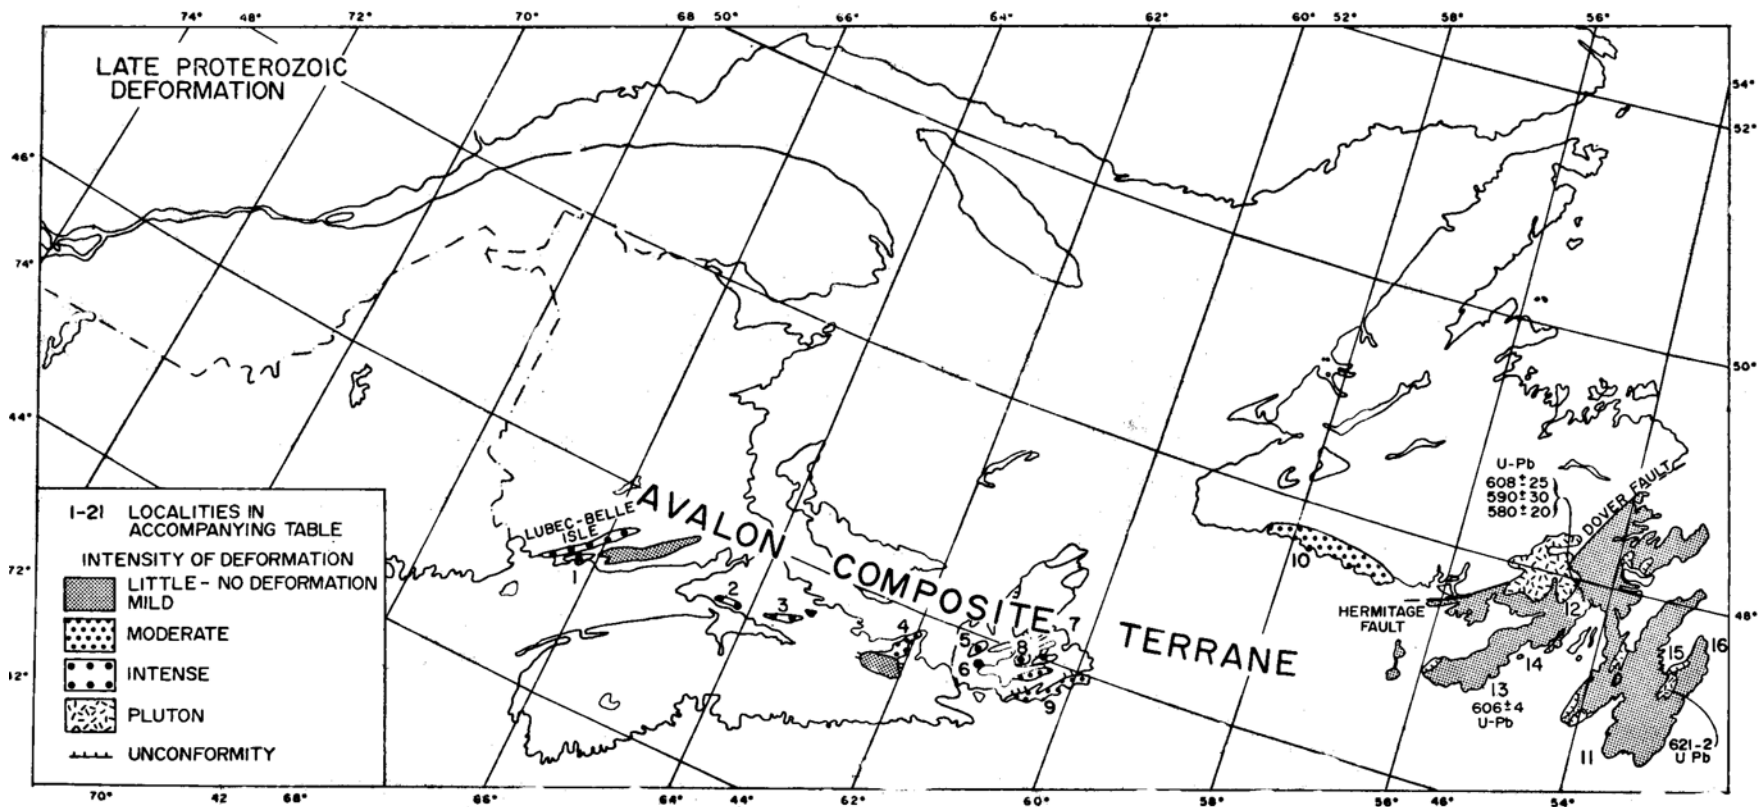 74° 48° 72° 70° 68 50° 66° 64° 62° 60° 52° 58° 56°
LATE PROTEROZOIC
DEFORMATION
54°
52°
46°
74°
50°
44°
U-Pb
608±25
590±30
580±20
DOVER FAULT
1-21 LOCALITIES IN
ACCOMPANYING TABLE
INTENSITY OF DEFORMATION
LITTLE - NO DEFORMATION
MILD
MODERATE
INTENSE
PLUTON
UNCONFORMITY
LUBEC-BELLE
ISLE
AVALON COMPOSITE TERRANE
HERMITAGE
FAULT
72°
48°
1
2
3
4
5
6
7
8
9
10
12
14
15
16
13
606±4
U-Pb
11
621-2
U Pb
70° 42 68° 66° 64° 44° 62° 60° 58° 56° 46° 54°